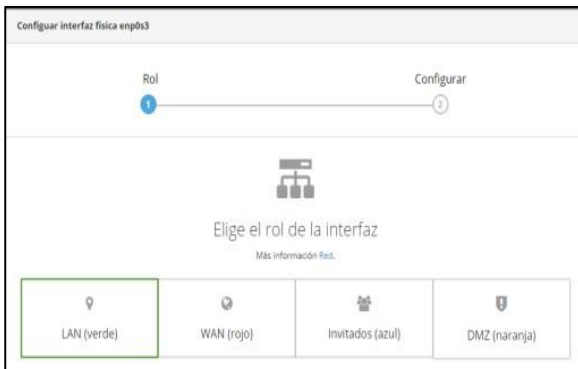 Configuar interfaz física enp0s3
Rol
Configurar
1
2
Elige el rol de la interfaz
Más información Red.
LAN (verde)
WAN (rojo)
Invitados (azul)
DMZ (naranja)